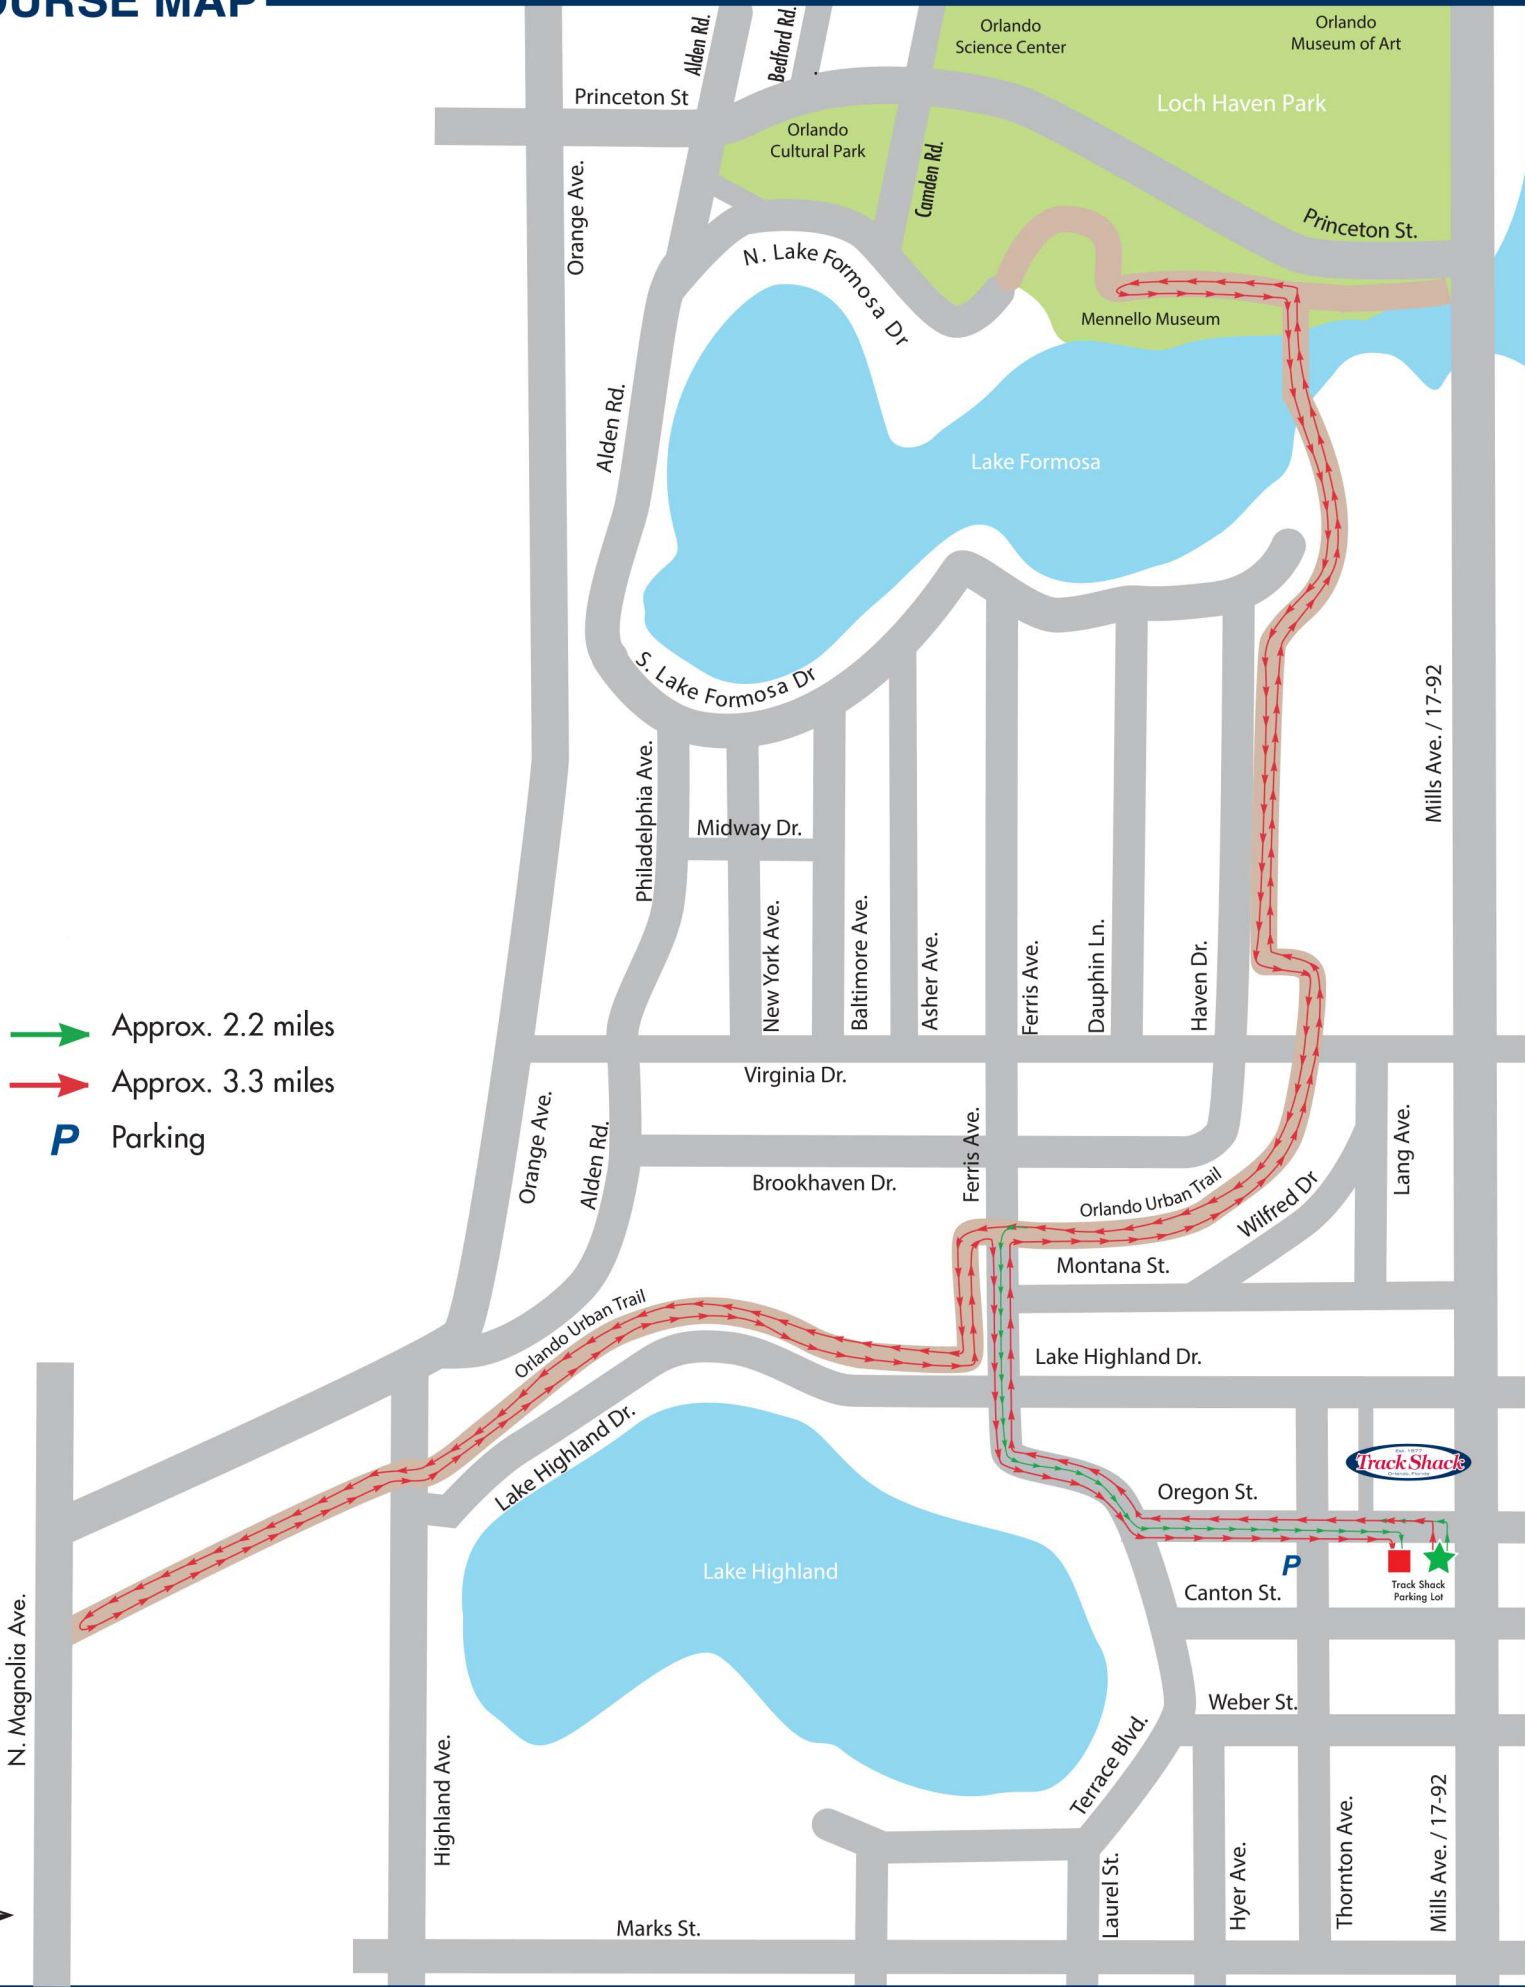 OURSE MAP
Alden Rd.
Bedford Rd.
Orlando
Science Center
Orlando
Museum of Art
Princeton St
Loch Haven Park
Orlando
Cultural Park
Camden Rd.
Orange Ave.
Princeton St.
N. Lake Formosa Dr
Mennello Museum
Alden Rd.
Lake Formosa
S. Lake Formosa Dr
Mills Ave. / 17-92
Philadelphia Ave.
Midway Dr.
New York Ave.
Baltimore Ave.
Asher Ave.
Ferris Ave.
Dauphin Ln.
Haven Dr.
Approx. 2.2 miles
Approx. 3.3 miles
P Parking
Virginia Dr.
Orange Ave.
Alden Rd.
Ferris Ave.
Lang Ave.
Brookhaven Dr.
Orlando Urban Trail
Wilfred Dr
Montana St.
Orlando Urban Trail
Lake Highland Dr.
Lake Highland Dr.
Est. 1977
Track Shack
Orlando, Florida
Oregon St.
P
Lake Highland
Track Shack
Parking Lot
Canton St.
N. Magnolia Ave.
Weber St.
Terrace Blvd.
Highland Ave.
Laurel St.
Hyer Ave.
Thornton Ave.
Mills Ave. / 17-92
Marks St.